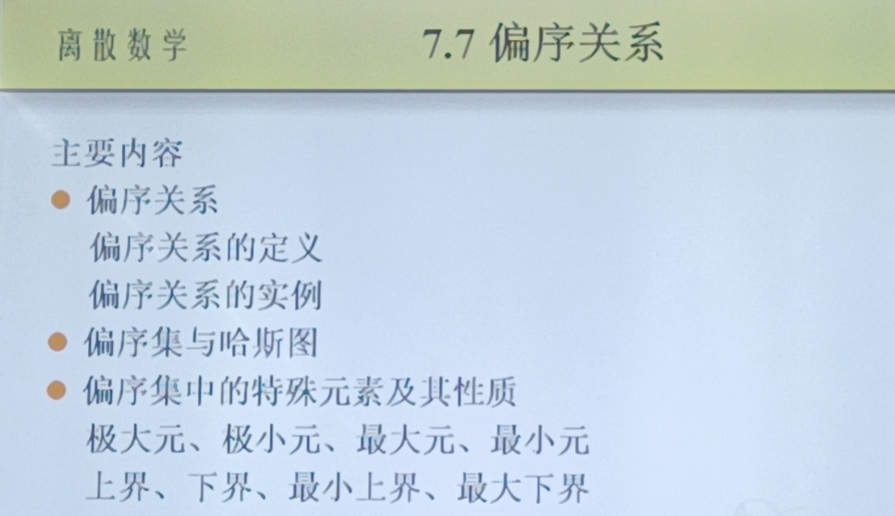 离散数学 7.7 偏序关系
主要内容
● 偏序关系
偏序关系的定义
偏序关系的实例
● 偏序集与哈斯图
● 偏序集中的特殊元素及其性质
极大元、极小元、最大元、最小元
上界、下界、最小上界、最大下界